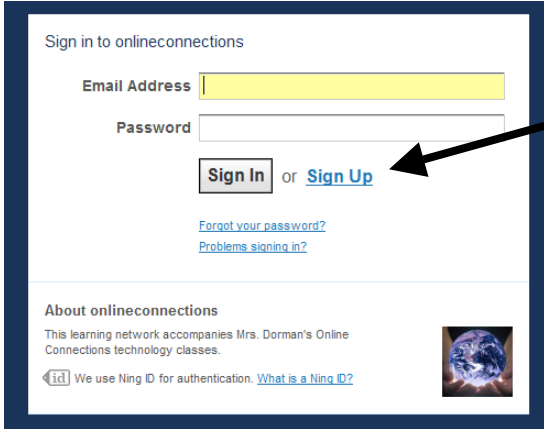 Sign in to onlineconnections
Email Address
Password
Sign In or Sign Up
Forgot your password?
Problems signing in?
About onlineconnections
This learning network accompanies Mrs. Dorman's Online
Connections technology classes.
id We use Ning ID for authentication. What is a Ning ID?